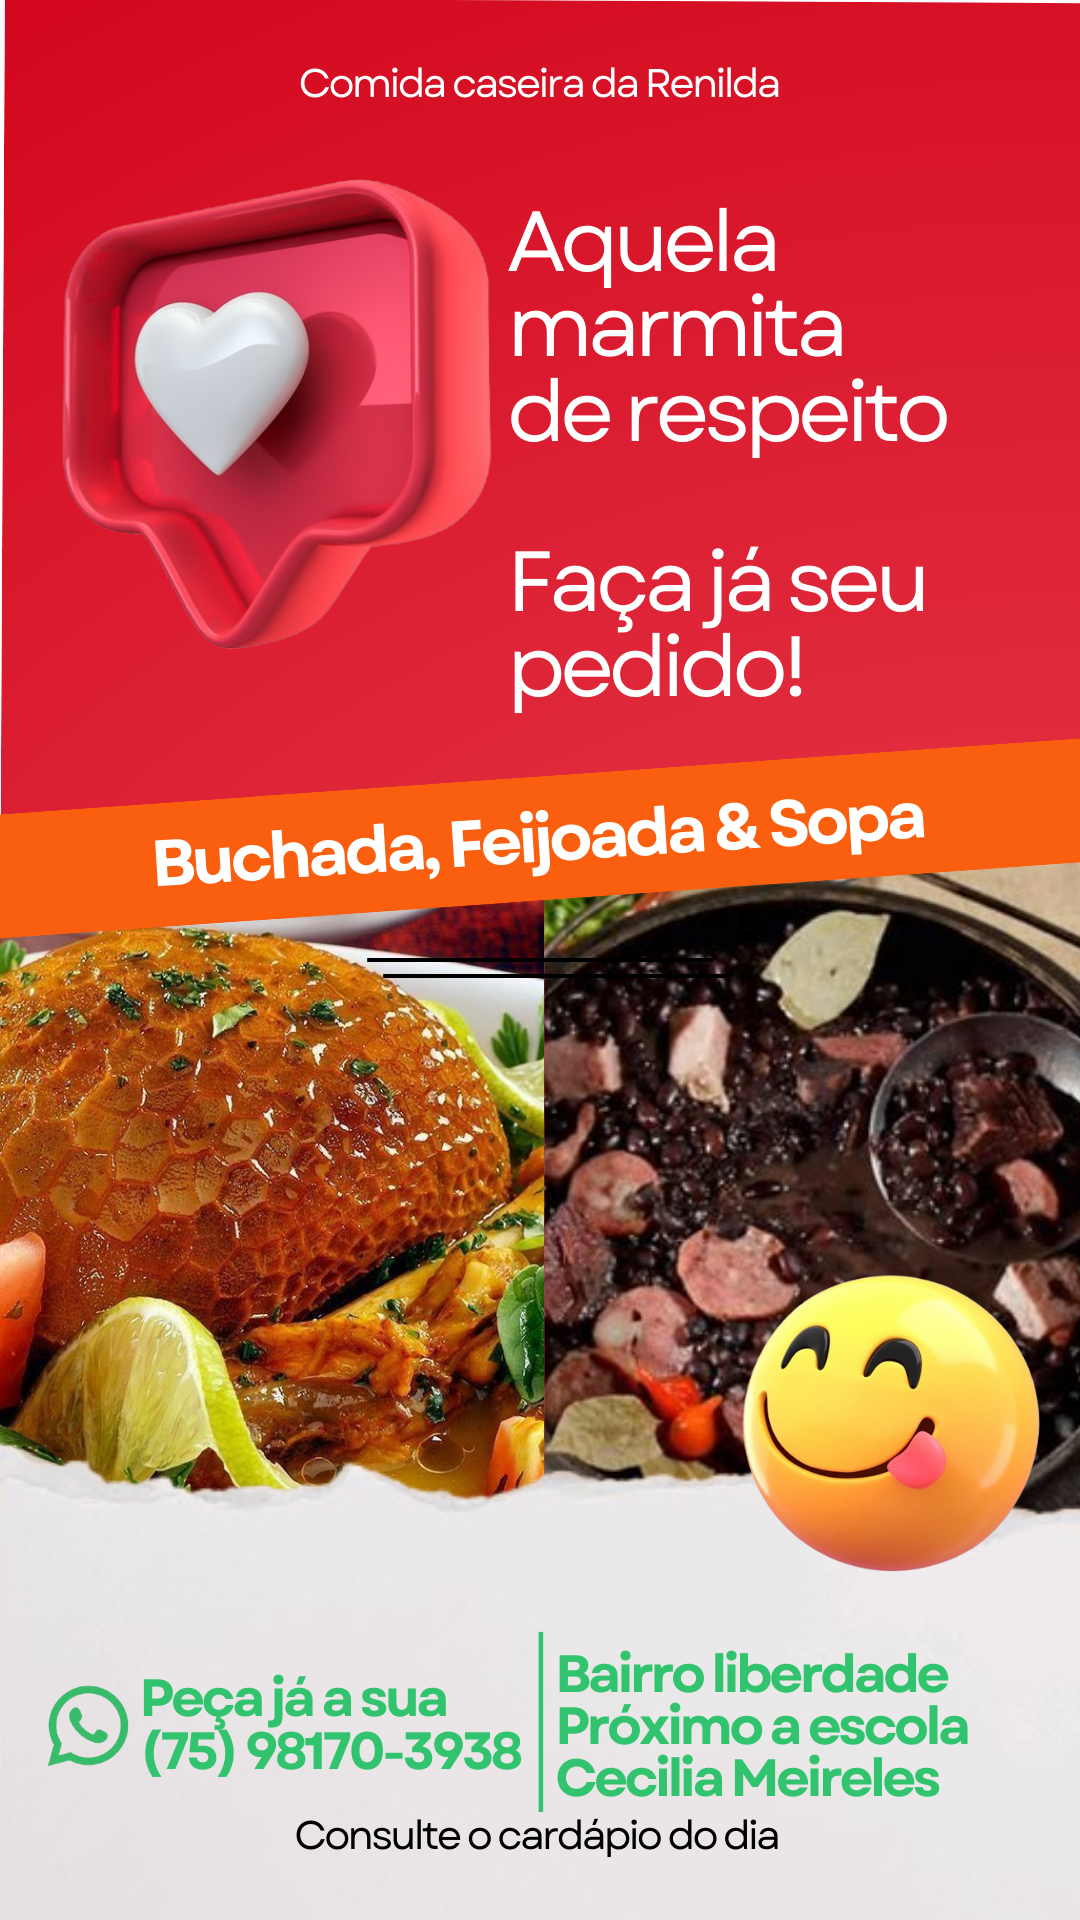 Comida caseira da Renilda
Aquela
marmita
de respeito
Faça já seu
pedido!
Buchada, Feijoada & Sopa
Peça já a sua
(75) 98170-3938
Bairro liberdade
Próximo a escola
Cecilia Meireles
Consulte o cardápio do dia